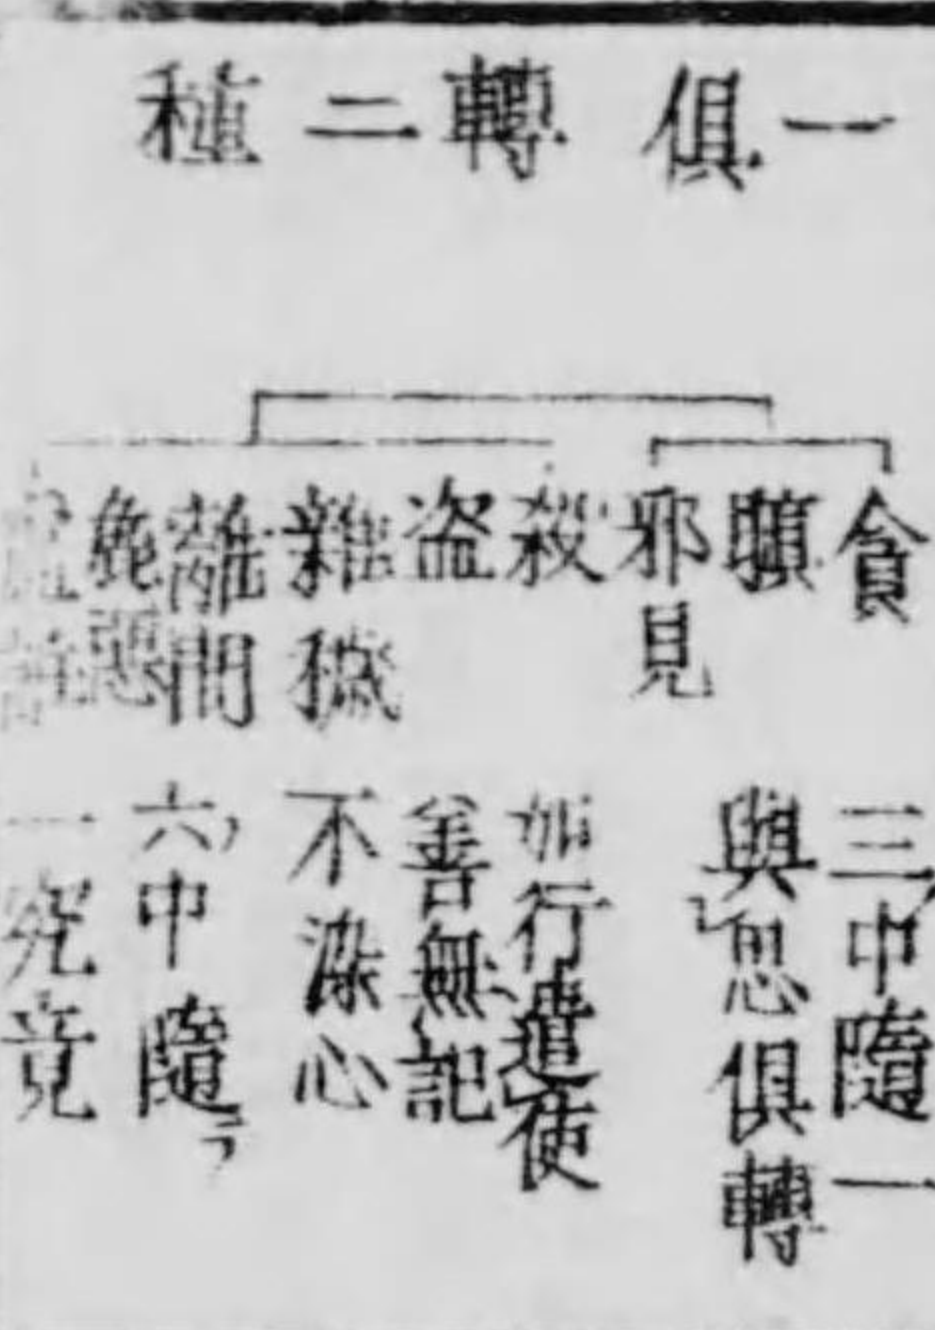 一俱轉二種
貪
瞋
邪見
殺
盗
雜穢
離間
麁惡
三中隨一
與思俱轉
加行遣使
善無記
不染心
六中隨
一究竟